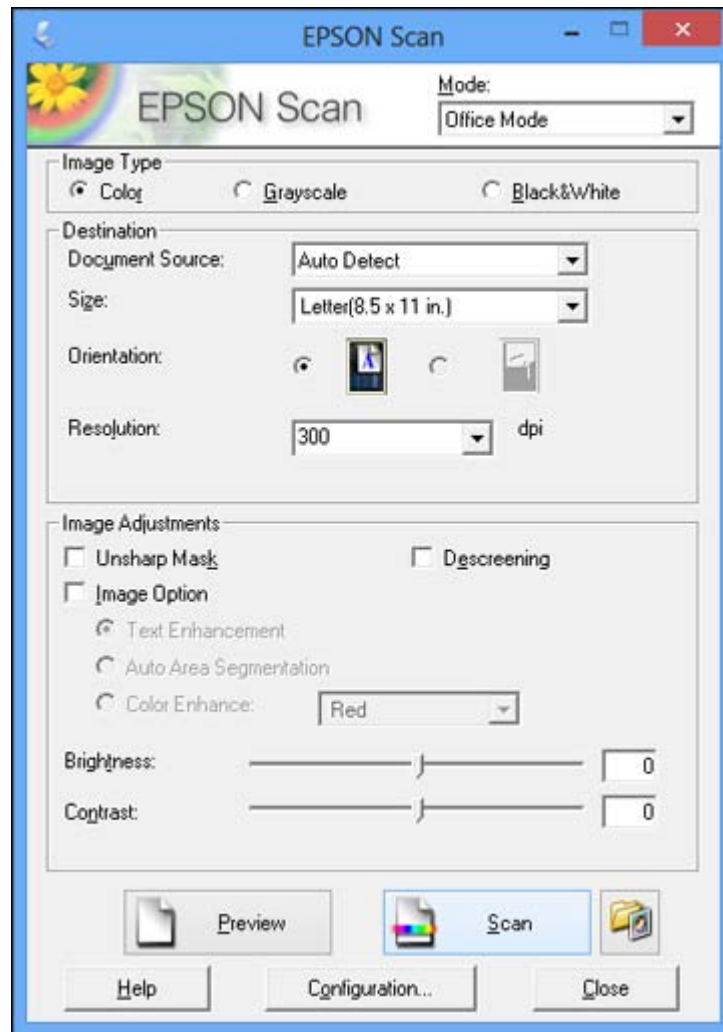 EPSON Scan
EPSON Scan
Mode:
Office Mode
Image Type
Color Grayscale Black&White
Destination
Document Source: Auto Detect
Size: Letter(8.5 x 11 in.)
Orientation: A
Resolution: 300 dpi
Image Adjustments
Unsharp Mask Descreening
Image Option
Text Enhancement
Auto Area Segmentation
Color Enhance: Red
Brightness: 0
Contrast: 0
Preview Scan
Help Configuration... Close